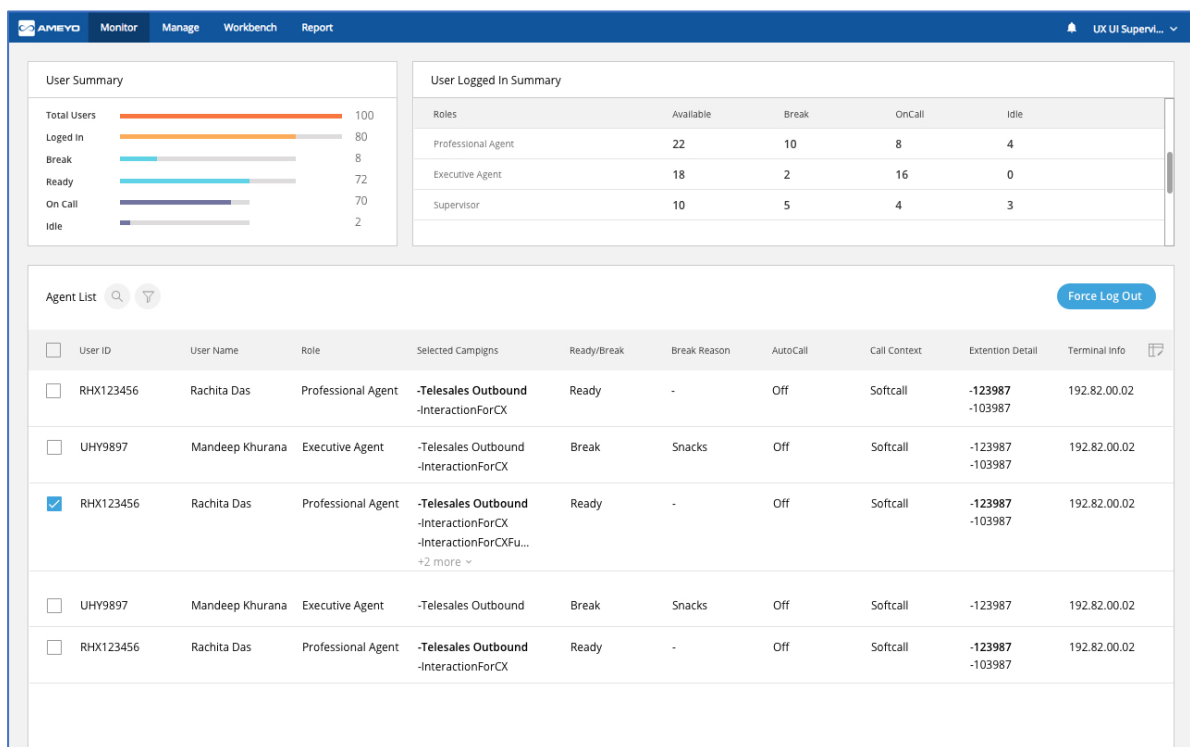 AMEYO Monitor Manage Workbench Report UX UI Supervi...
User Summary
Total Users 100
Loged In 80
Break 8
Ready 72
On Call 70
Idle 2
User Logged In Summary
Roles Available Break OnCall Idle
Professional Agent 22 10 8 4
Executive Agent 18 2 16 0
Supervisor 10 5 4 3
Agent List Force Log Out
User ID User Name Role Selected Campigns Ready/Break Break Reason AutoCall Call Context Extention Detail Terminal Info
RHX123456 Rachita Das Professional Agent -Telesales Outbound Ready - Off Softcall -123987 192.82.00.02
-InteractionForCX -103987
UHY9897 Mandeep Khurana Executive Agent -Telesales Outbound Break Snacks Off Softcall -123987 192.82.00.02
-InteractionForCX -103987
RHX123456 Rachita Das Professional Agent -Telesales Outbound Ready - Off Softcall -123987 192.82.00.02
-InteractionForCX -103987
-InteractionForCXFu...
+2 more
UHY9897 Mandeep Khurana Executive Agent -Telesales Outbound Break Snacks Off Softcall -123987 192.82.00.02
RHX123456 Rachita Das Professional Agent -Telesales Outbound Ready - Off Softcall -123987 192.82.00.02
-InteractionForCX -103987